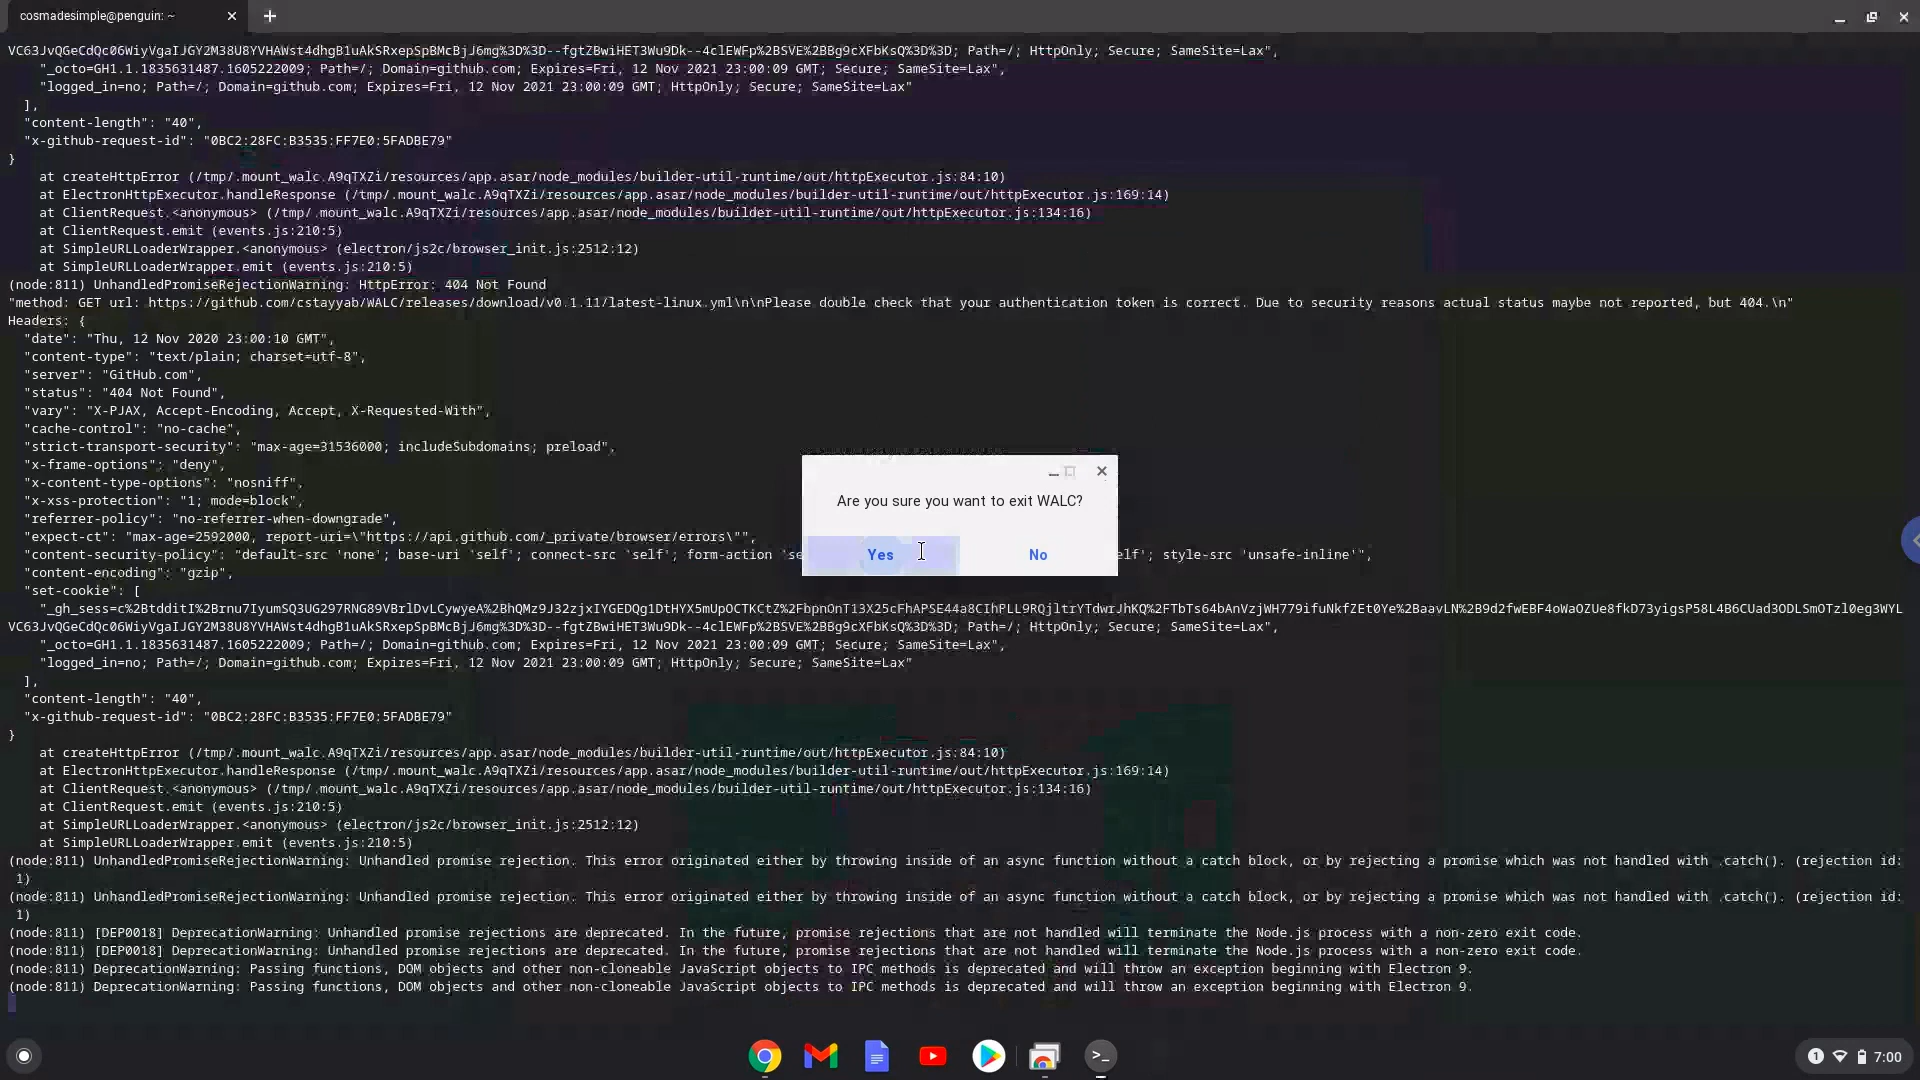 cosmadesimple@penguin: ~
VC63JvQGeCdQc06WiyVgaIJGY2M38U8YVHAWst4dhgB1uAkSRxepSpBMcBjJ6mg%3D%3D--fgtZBwiHET3Wu9Dk--4clEWFp%2BSVE%2BBg9cXFbKsQ%3D%3D; Path=/; HttpOnly; Secure; SameSite=Lax",
"_octo=GH1.1.1835631487.1605222009; Path=/; Domain=github.com; Expires=Fri, 12 Nov 2021 23:00:09 GMT; Secure; SameSite=Lax",
"logged_in=no; Path=/; Domain=github.com; Expires=Fri, 12 Nov 2021 23:00:09 GMT; HttpOnly; Secure; SameSite=Lax"
],
"content-length": "40",
"x-github-request-id": "0BC2:28FC:B3535:FF7E0:5FADBE79"
}
at createHttpError (/tmp/.mount_walc.A9qTXZi/resources/app.asar/node_modules/builder-util-runtime/out/httpExecutor.js:84:10)
at ElectronHttpExecutor.handleResponse (/tmp/.mount_walc.A9qTXZi/resources/app.asar/node_modules/builder-util-runtime/out/httpExecutor.js:169:14)
at ClientRequest.<anonymous> (/tmp/.mount_walc.A9qTXZi/resources/app.asar/node_modules/builder-util-runtime/out/httpExecutor.js:134:16)
at ClientRequest.emit (events.js:210:5)
at SimpleURLLoaderWrapper.<anonymous> (electron/js2c/browser_init.js:2512:12)
at SimpleURLLoaderWrapper.emit (events.js:210:5)
(node:811) UnhandledPromiseRejectionWarning: HttpError: 404 Not Found
"method: GET url: https://github.com/cstayyab/WALC/releases/download/v0.1.11/latest-linux.yml\n\nPlease double check that your authentication token is correct. Due to security reasons actual status maybe not reported, but 404.\n"
Headers: {
"date": "Thu, 12 Nov 2020 23:00:10 GMT",
"content-type": "text/plain; charset=utf-8",
"server": "GitHub.com",
"status": "404 Not Found",
"vary": "X-PJAX, Accept-Encoding, Accept, X-Requested-With",
"cache-control": "no-cache",
"strict-transport-security": "max-age=31536000; includeSubdomains; preload",
"x-frame-options": "deny",
"x-content-type-options": "nosniff",
"x-xss-protection": "1; mode=block",
"referrer-policy": "no-referrer-when-downgrade",
"expect-ct": "max-age=2592000, report-uri=\"https://api.github.com/_private/browser/errors\"",
"content-security-policy": "default-src 'none'; base-uri 'self'; connect-src 'self'; form-action 'se elf'; style-src 'unsafe-inline'",
"content-encoding": "gzip",
"set-cookie": [
VC63JvQGeCdQc06WiyVgaIJGY2M38U8YVHAWst4dhgB1uAkSRxepSpBMcBjJ6mg%3D%3D--fgtZBwiHET3Wu9Dk--4clEWFp%2BSVE%2BBg9cXFbKsQ%3D%3D; Path=/; HttpOnly; Secure; SameSite=Lax",
"_octo=GH1.1.1835631487.1605222009; Path=/; Domain=github.com; Expires=Fri, 12 Nov 2021 23:00:09 GMT; Secure; SameSite=Lax",
"logged_in=no; Path=/; Domain=github.com; Expires=Fri, 12 Nov 2021 23:00:09 GMT; HttpOnly; Secure; SameSite=Lax"
],
"content-length": "40",
"x-github-request-id": "0BC2:28FC:B3535:FF7E0:5FADBE79"
}
at createHttpError (/tmp/.mount_walc.A9qTXZi/resources/app.asar/node_modules/builder-util-runtime/out/httpExecutor.js:84:10)
at ElectronHttpExecutor.handleResponse (/tmp/.mount_walc.A9qTXZi/resources/app.asar/node_modules/builder-util-runtime/out/httpExecutor.js:169:14)
at ClientRequest.<anonymous> (/tmp/.mount_walc.A9qTXZi/resources/app.asar/node_modules/builder-util-runtime/out/httpExecutor.js:134:16)
at ClientRequest.emit (events.js:210:5)
at SimpleURLLoaderWrapper.<anonymous> (electron/js2c/browser_init.js:2512:12)
at SimpleURLLoaderWrapper.emit (events.js:210:5)
(node:811) UnhandledPromiseRejectionWarning: Unhandled promise rejection. This error originated either by throwing inside of an async function without a catch block, or by rejecting a promise which was not handled with .catch(). (rejection id:
1)
(node:811) UnhandledPromiseRejectionWarning: Unhandled promise rejection. This error originated either by throwing inside of an async function without a catch block, or by rejecting a promise which was not handled with .catch(). (rejection id:
1)
(node:811) [DEP0018] DeprecationWarning: Unhandled promise rejections are deprecated. In the future, promise rejections that are not handled will terminate the Node.js process with a non-zero exit code.
(node:811) [DEP0018] DeprecationWarning: Unhandled promise rejections are deprecated. In the future, promise rejections that are not handled will terminate the Node.js process with a non-zero exit code.
(node:811) DeprecationWarning: Passing functions, DOM objects and other non-cloneable JavaScript objects to IPC methods is deprecated and will throw an exception beginning with Electron 9.
(node:811) DeprecationWarning: Passing functions, DOM objects and other non-cloneable JavaScript objects to IPC methods is deprecated and will throw an exception beginning with Electron 9.
Are you sure you want to exit WALC?
Yes
No
1
7:00